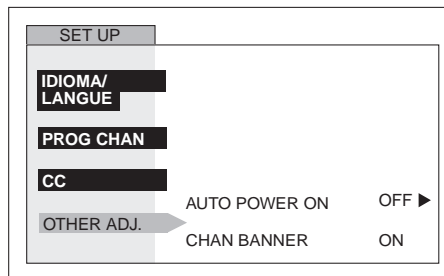 SET UP
IDIOMA/
LANGUE
PROG CHAN
CC
OTHER ADJ.
AUTO POWER ON OFF
CHAN BANNER ON